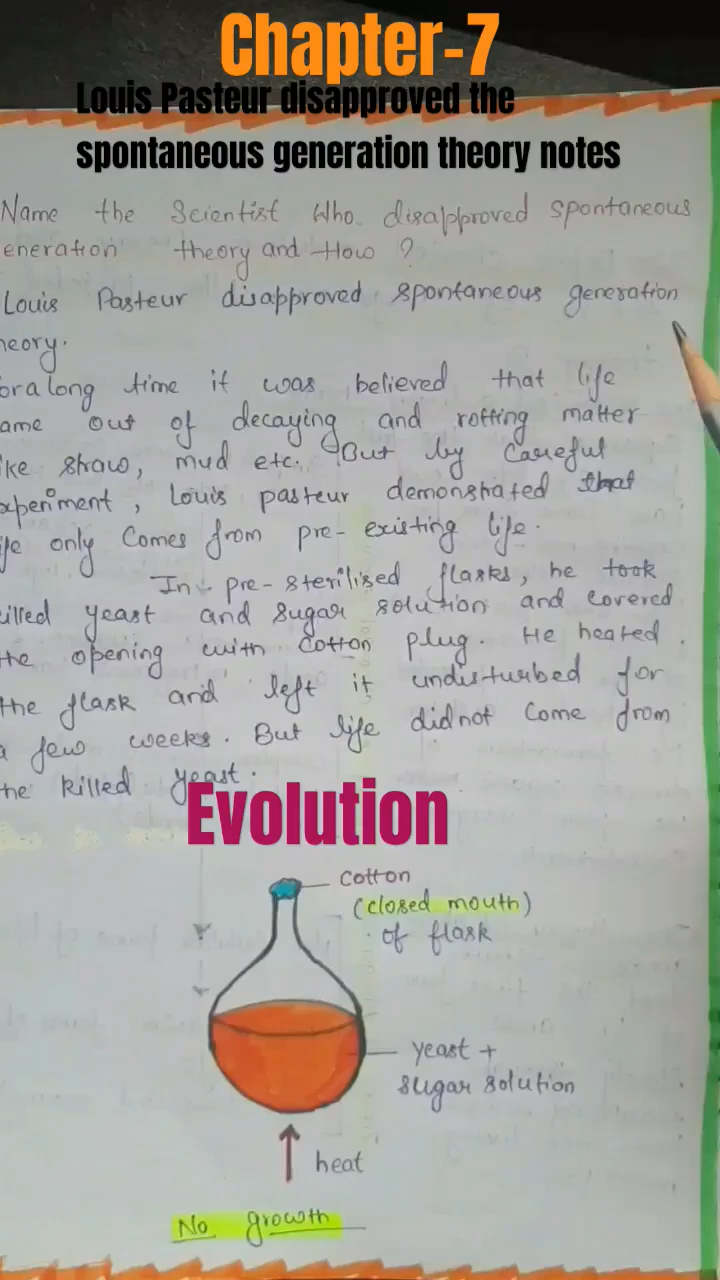 Chapter-7
Louis Pasteur disapproved the
spontaneous generation theory notes
Name the Scientist Who disapproved spontaneous
eneration theory and How ?
Louis Pasteur disapproved spontaneous generation
heory.
or a long time it was believed that life
ame out of decaying and rotting matter
ike straw, mud etc. But by Careful
xperiment, Louis pasteur demonstrated that
ife only Comes from pre-existing life.
In pre-sterilised flasks, he took
killed yeast and sugar solution and covered
the opening with cotton plug. He heated
the flask and left it undisturbed for
a few weeks. But life did not Come from
he killed yeast.
Evolution
Cotton
(closed mouth)
of flask
yeast +
sugar solution
heat
No growth